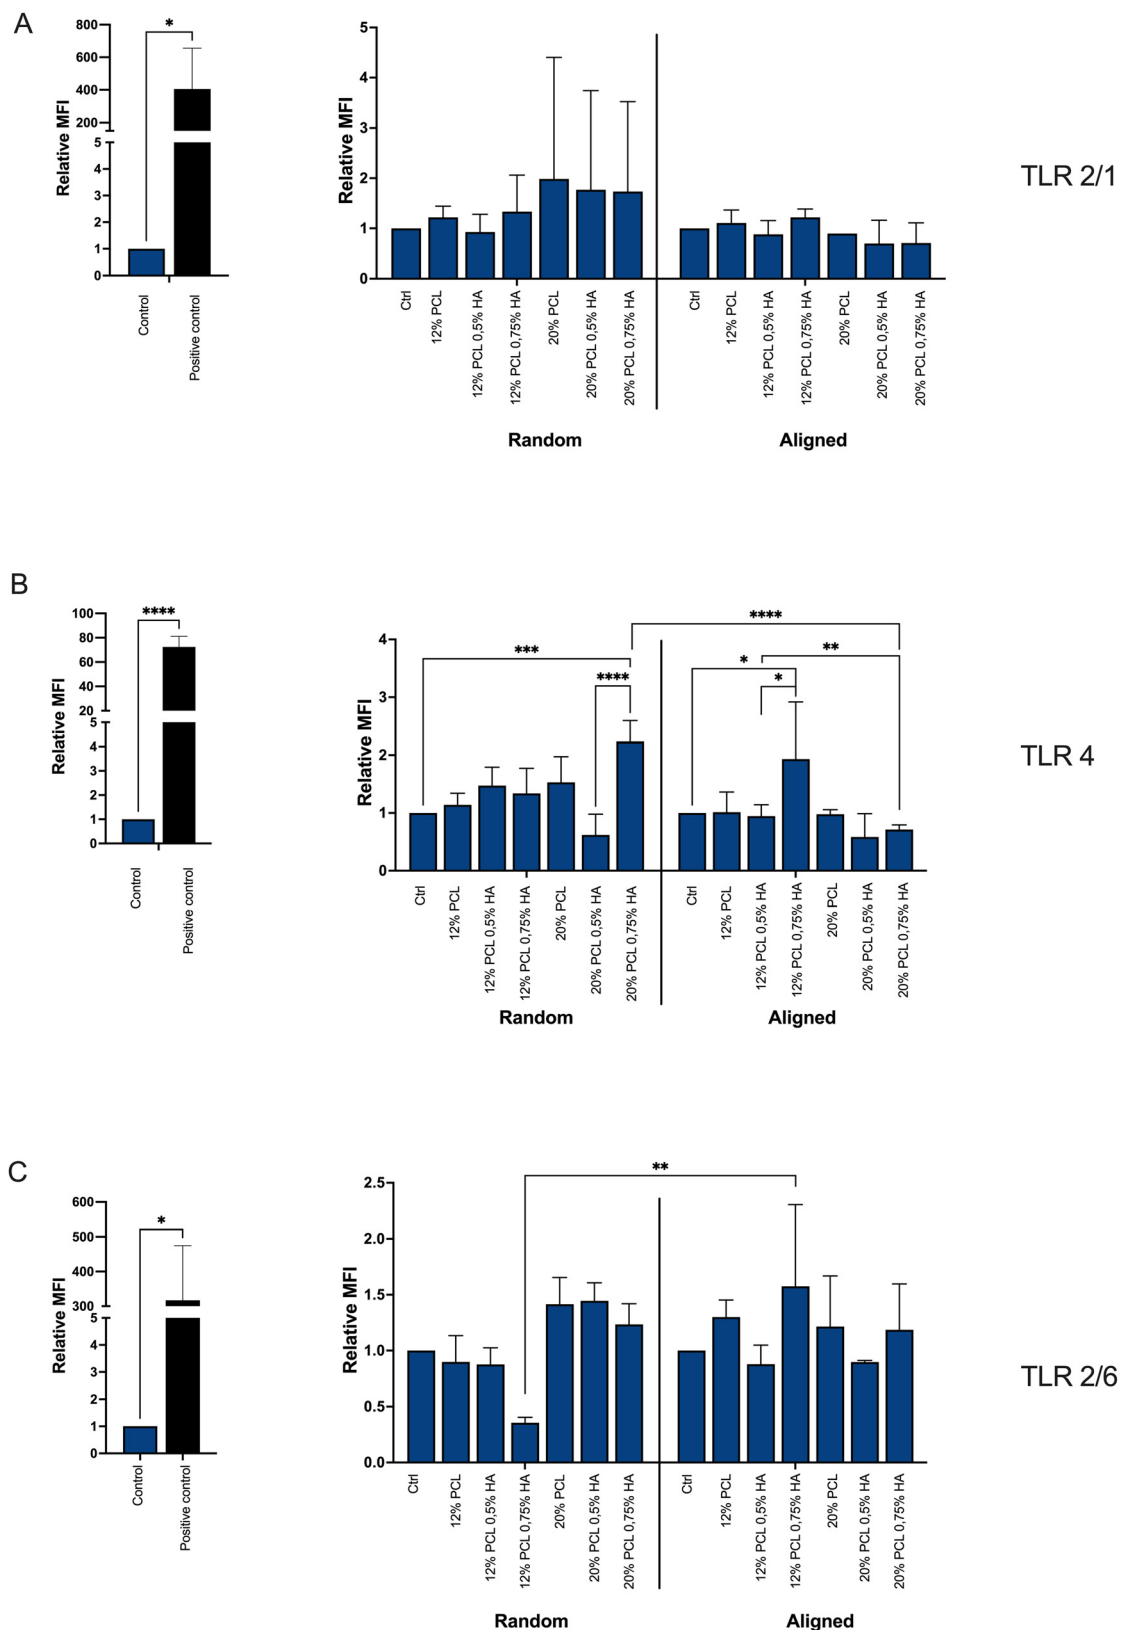 A
Relative MFI
800
600
400
200
5
4
3
2
1
0
*
Control
Positive control
Relative MFI
5
4
3
2
1
0
Ctrl
12% PCL
12% PCL 0,5% HA
12% PCL 0,75% HA
20% PCL
20% PCL 0,5% HA
20% PCL 0,75% HA
Ctrl
12% PCL
12% PCL 0,5% HA
12% PCL 0,75% HA
20% PCL
20% PCL 0,5% HA
20% PCL 0,75% HA
Random
Aligned
TLR 2/1
B
Relative MFI
100
80
60
40
20
5
4
3
2
1
0
****
Control
Positive control
Relative MFI
4
3
2
1
0
***
****
****
*
*
**
Ctrl
12% PCL
12% PCL 0,5% HA
12% PCL 0,75% HA
20% PCL
20% PCL 0,5% HA
20% PCL 0,75% HA
Ctrl
12% PCL
12% PCL 0,5% HA
12% PCL 0,75% HA
20% PCL
20% PCL 0,5% HA
20% PCL 0,75% HA
Random
Aligned
TLR 4
C
Relative MFI
600
500
400
300
5
4
3
2
1
0
*
Control
Positive control
Relative MFI
2.5
2.0
1.5
1.0
0.5
0.0
**
Ctrl
12% PCL
12% PCL 0,5% HA
12% PCL 0,75% HA
20% PCL
20% PCL 0,5% HA
20% PCL 0,75% HA
Ctrl
12% PCL
12% PCL 0,5% HA
12% PCL 0,75% HA
20% PCL
20% PCL 0,5% HA
20% PCL 0,75% HA
Random
Aligned
TLR 2/6